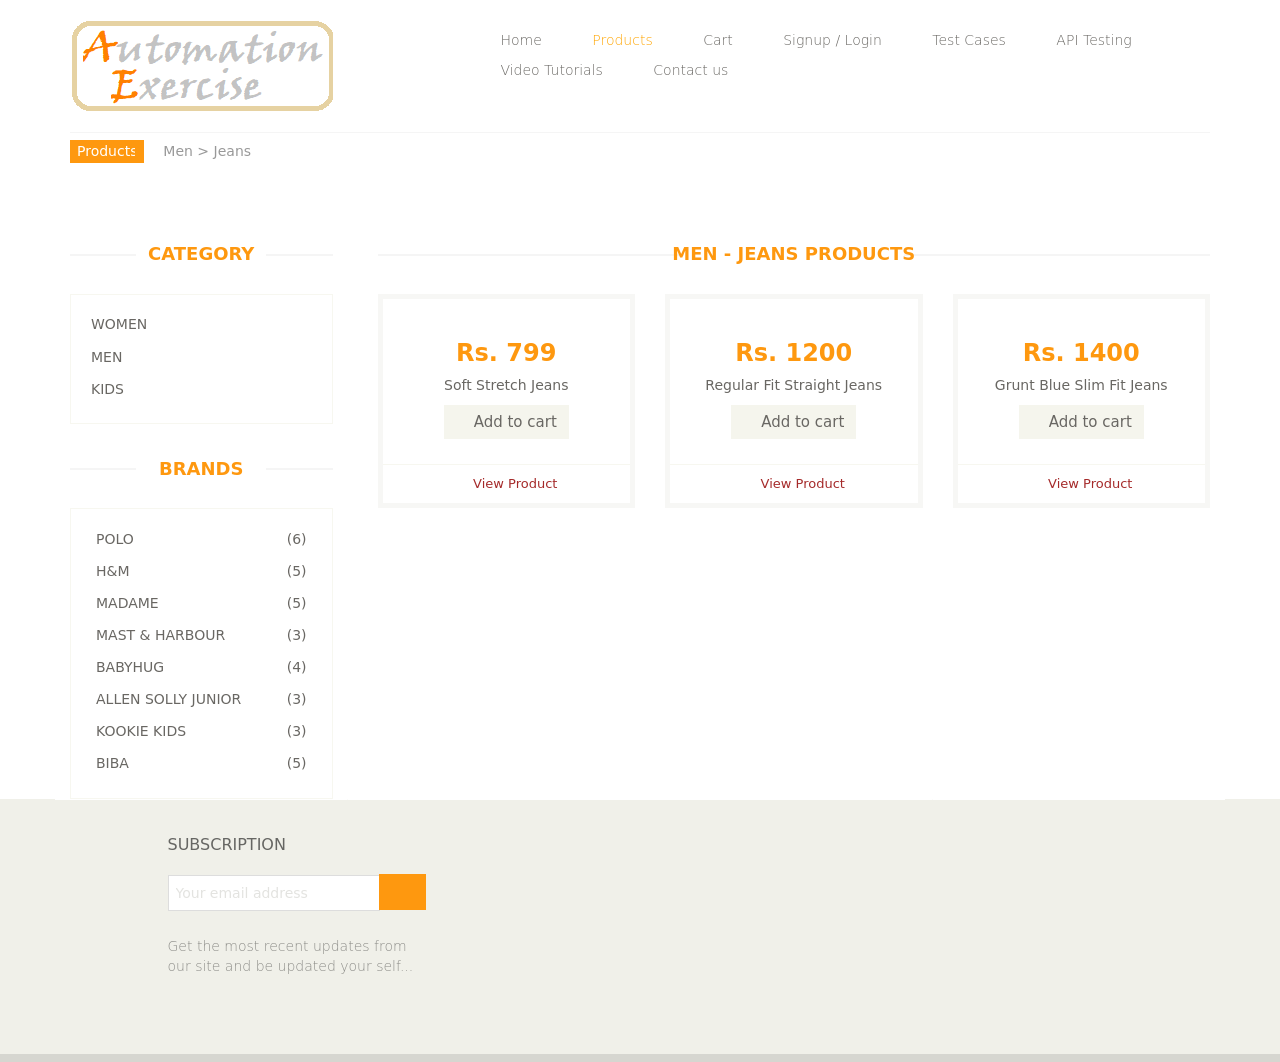 Automation
Exercise
Home Products Cart Signup / Login Test Cases API Testing
Video Tutorials Contact us
Products Men > Jeans
CATEGORY
WOMEN
MEN
KIDS
BRANDS
POLO (6)
H&M (5)
MADAME (5)
MAST & HARBOUR (3)
BABYHUG (4)
ALLEN SOLLY JUNIOR (3)
KOOKIE KIDS (3)
BIBA (5)
MEN - JEANS PRODUCTS
Rs. 799
Soft Stretch Jeans
Add to cart
View Product
Rs. 1200
Regular Fit Straight Jeans
Add to cart
View Product
Rs. 1400
Grunt Blue Slim Fit Jeans
Add to cart
View Product
SUBSCRIPTION
Your email address
Get the most recent updates from
our site and be updated your self...